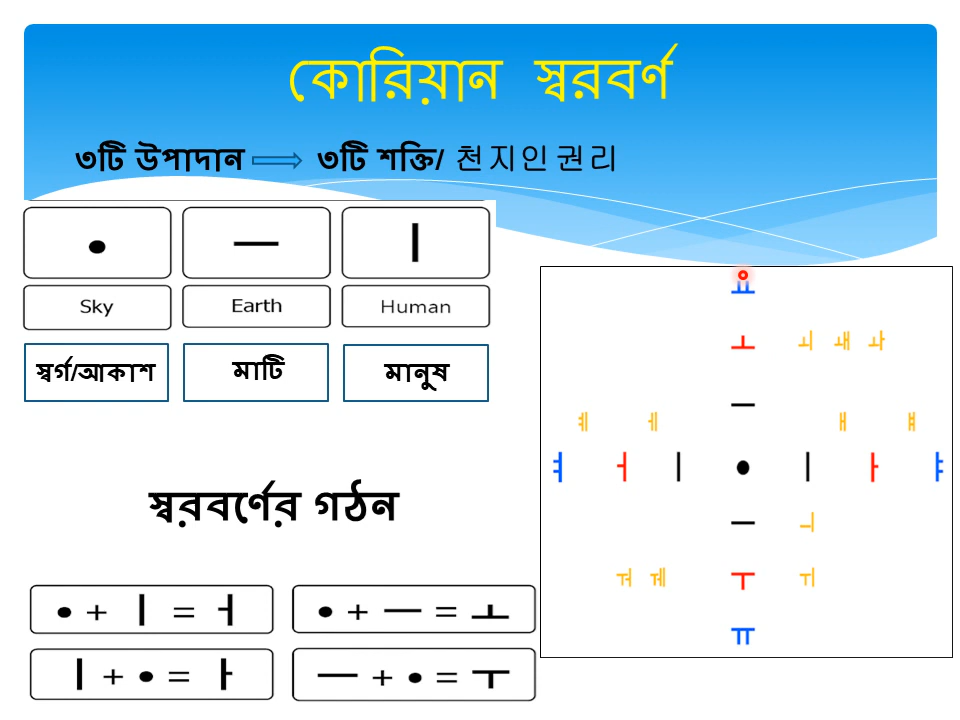 কোরিয়ান স্বরবর্ণ
৩টি উপাদান ৩টি শক্তি/ 천지인 권리
• ㅡ ㅣ
Sky Earth Human
স্বর্গ/আকাশ মাটি মানুষ
স্বরবর্ণের গঠন
• + ㅣ = ㅓ
• + ㅡ = ㅗ
ㅣ + • = ㅏ
ㅡ + • = ㅜ
ㅛ
ㅗ ㅚ ㅙ ㅘ
ㅡ
ㅖ ㅔ ㅐ ㅒ
ㅕ ㅓ ㅣ • ㅣ ㅏ ㅑ
ㅡ ㅢ
ㅝ ㅞ ㅜ ㅟ
ㅠ